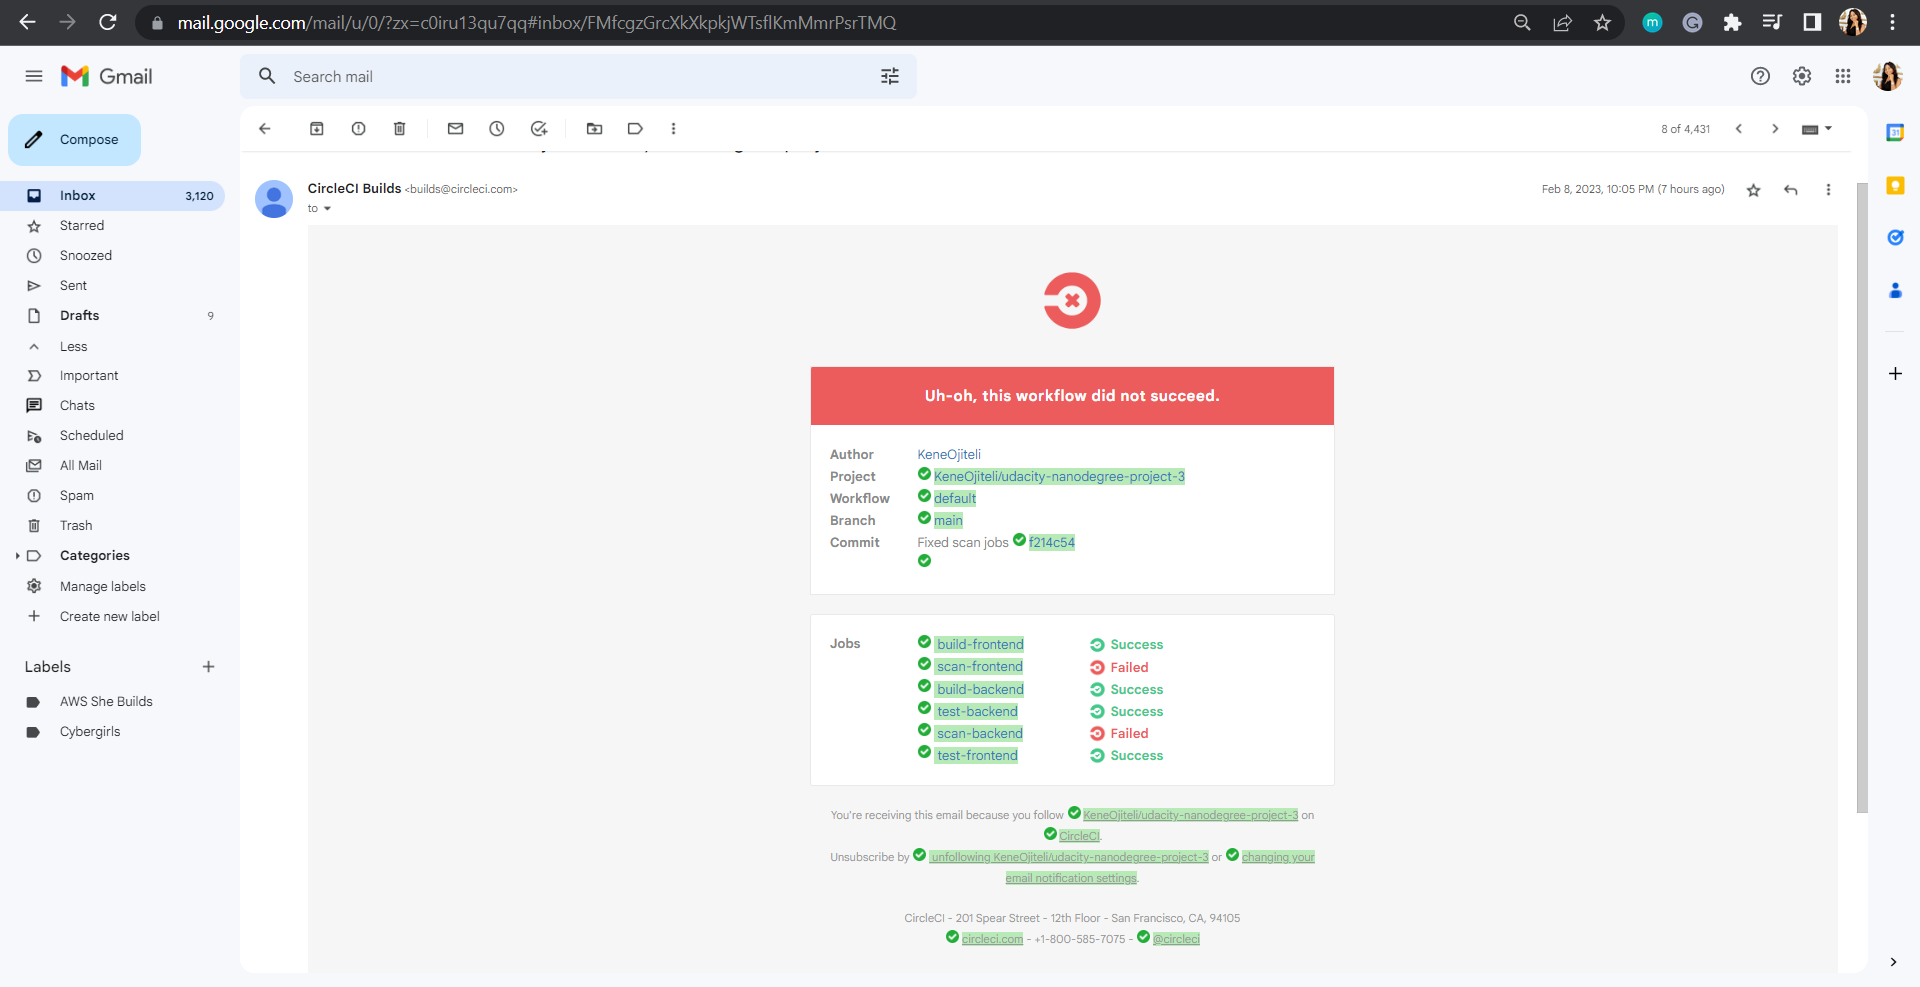 mail.google.com/mail/u/0/?zx=c0iru13qu7qq#inbox/FMfcgzGrcXkXkpkjWTsflKmMmrPsrTMQ
Gmail
Search mail
Compose
8 of 4,431
Inbox 3,120
Starred
Snoozed
Sent
Drafts 9
Less
Important
Chats
Scheduled
All Mail
Spam
Trash
Categories
Manage labels
Create new label
Labels
AWS She Builds
Cybergirls
CircleCI Builds <builds@circleci.com>
Feb 8, 2023, 10:05 PM (7 hours ago)
to
Uh-oh, this workflow did not succeed.
Author KeneOjiteli
Project KeneOjiteli/udacity-nanodegree-project-3
Workflow default
Branch main
Commit Fixed scan jobs f214c54
Jobs build-frontend Success
scan-frontend Failed
build-backend Success
test-backend Success
scan-backend Failed
test-frontend Success
You're receiving this email because you follow KeneOjiteli/udacity-nanodegree-project-3 on
CircleCI.
Unsubscribe by unfollowing KeneOjiteli/udacity-nanodegree-project-3 or changing your
email notification settings.
CircleCI - 201 Spear Street - 12th Floor - San Francisco, CA, 94105
circleci.com - +1-800-585-7075 - @circleci
31
m